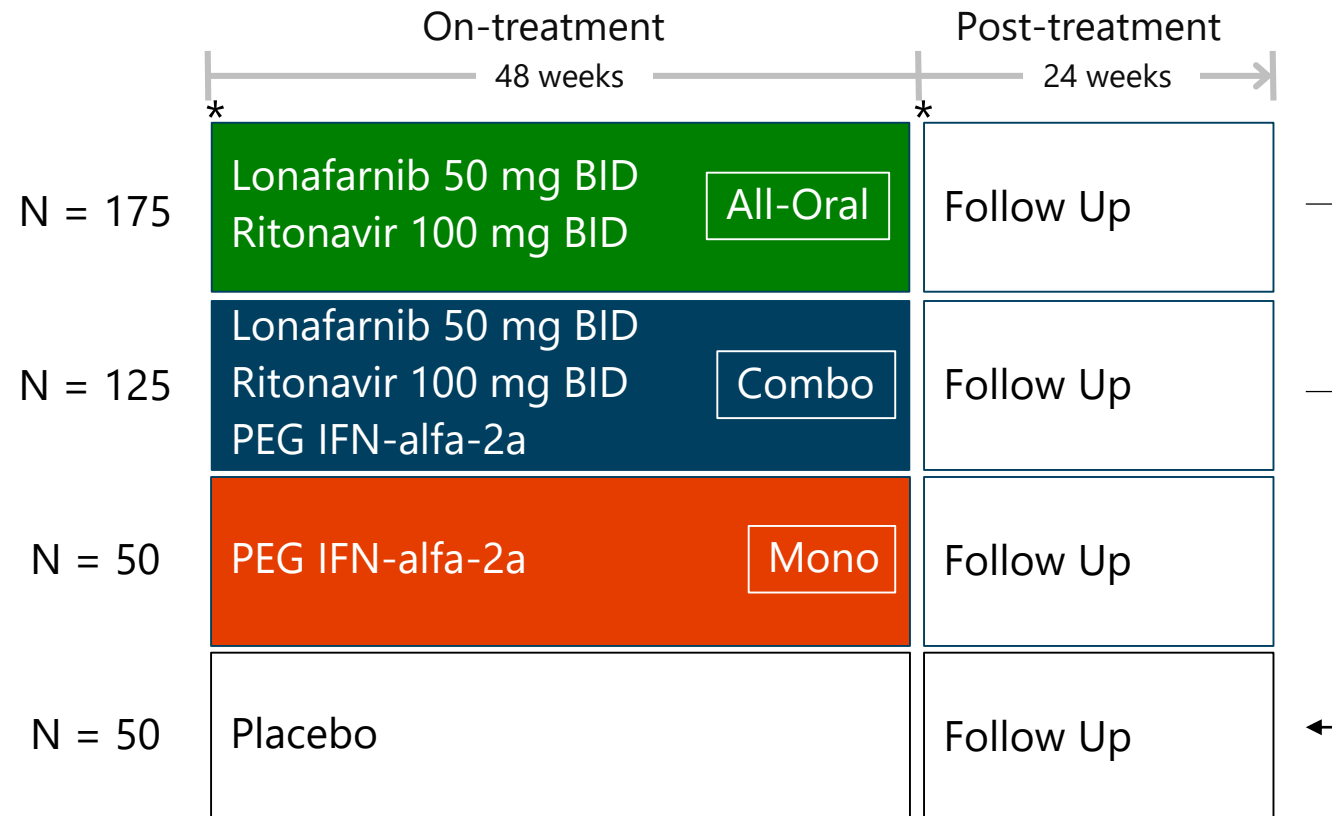 On-treatment
Post-treatment
48 weeks
24 weeks
*
*
N = 175
Lonafarnib 50 mg BID
Ritonavir 100 mg BID
All-Oral
Follow Up
N = 125
Lonafarnib 50 mg BID
Ritonavir 100 mg BID
PEG IFN-alfa-2a
Combo
Follow Up
N = 50
PEG IFN-alfa-2a
Mono
Follow Up
N = 50
Placebo
Follow Up